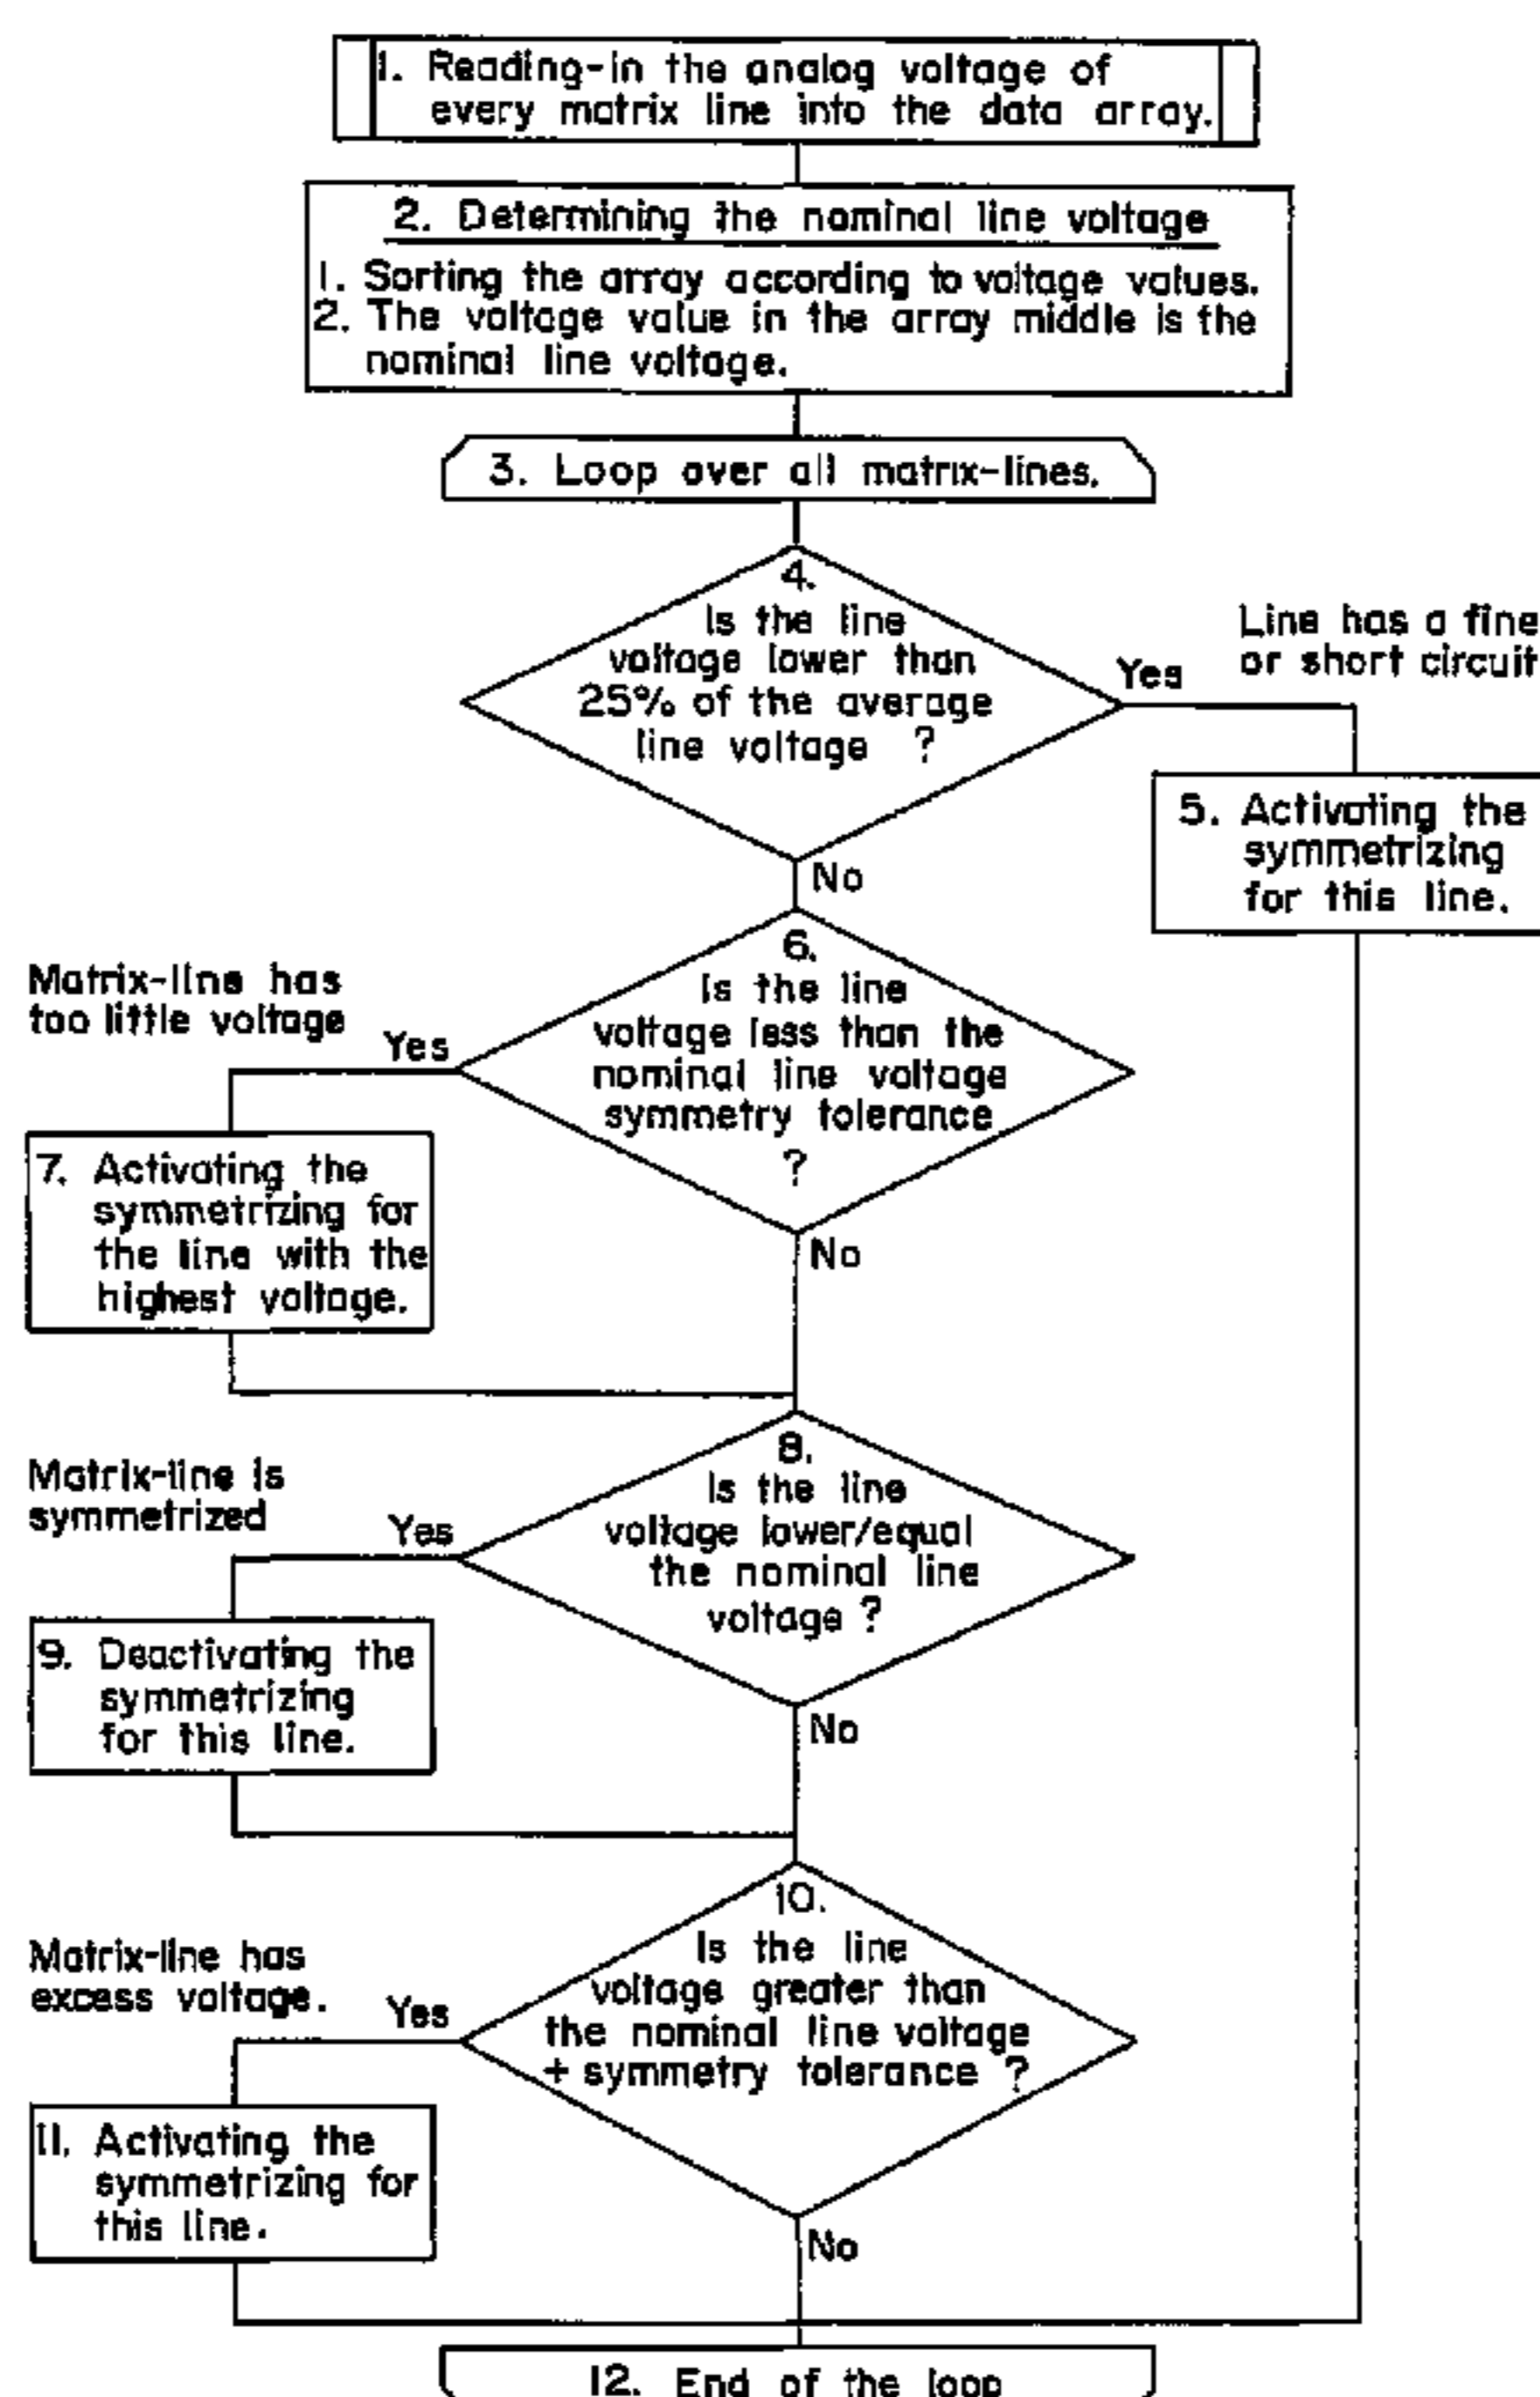 1. Reading-in the analog voltage of
every matrix line into the data array.
2. Determining the nominal line voltage
1. Sorting the array according to voltage values.
2. The voltage value in the array middle is the
nominal line voltage.
3. Loop over all matrix-lines.
4.
Is the line
voltage lower than
25% of the average
line voltage ?
Yes
Line has a fine
or short circuit
5. Activating the
symmetrizing
for this line.
No
6.
Is the line
voltage less than the
nominal line voltage
symmetry tolerance
?
Matrix-line has
too little voltage
Yes
7. Activating the
symmetrizing for
the line with the
highest voltage.
No
8.
Is the line
voltage lower/equal
the nominal line
voltage ?
Matrix-line is
symmetrized
Yes
9. Deactivating the
symmetrizing
for this line.
No
10.
Is the line
voltage greater than
the nominal line voltage
+ symmetry tolerance ?
Matrix-line has
excess voltage.
Yes
11. Activating the
symmetrizing for
this line.
No
12. End of the loop